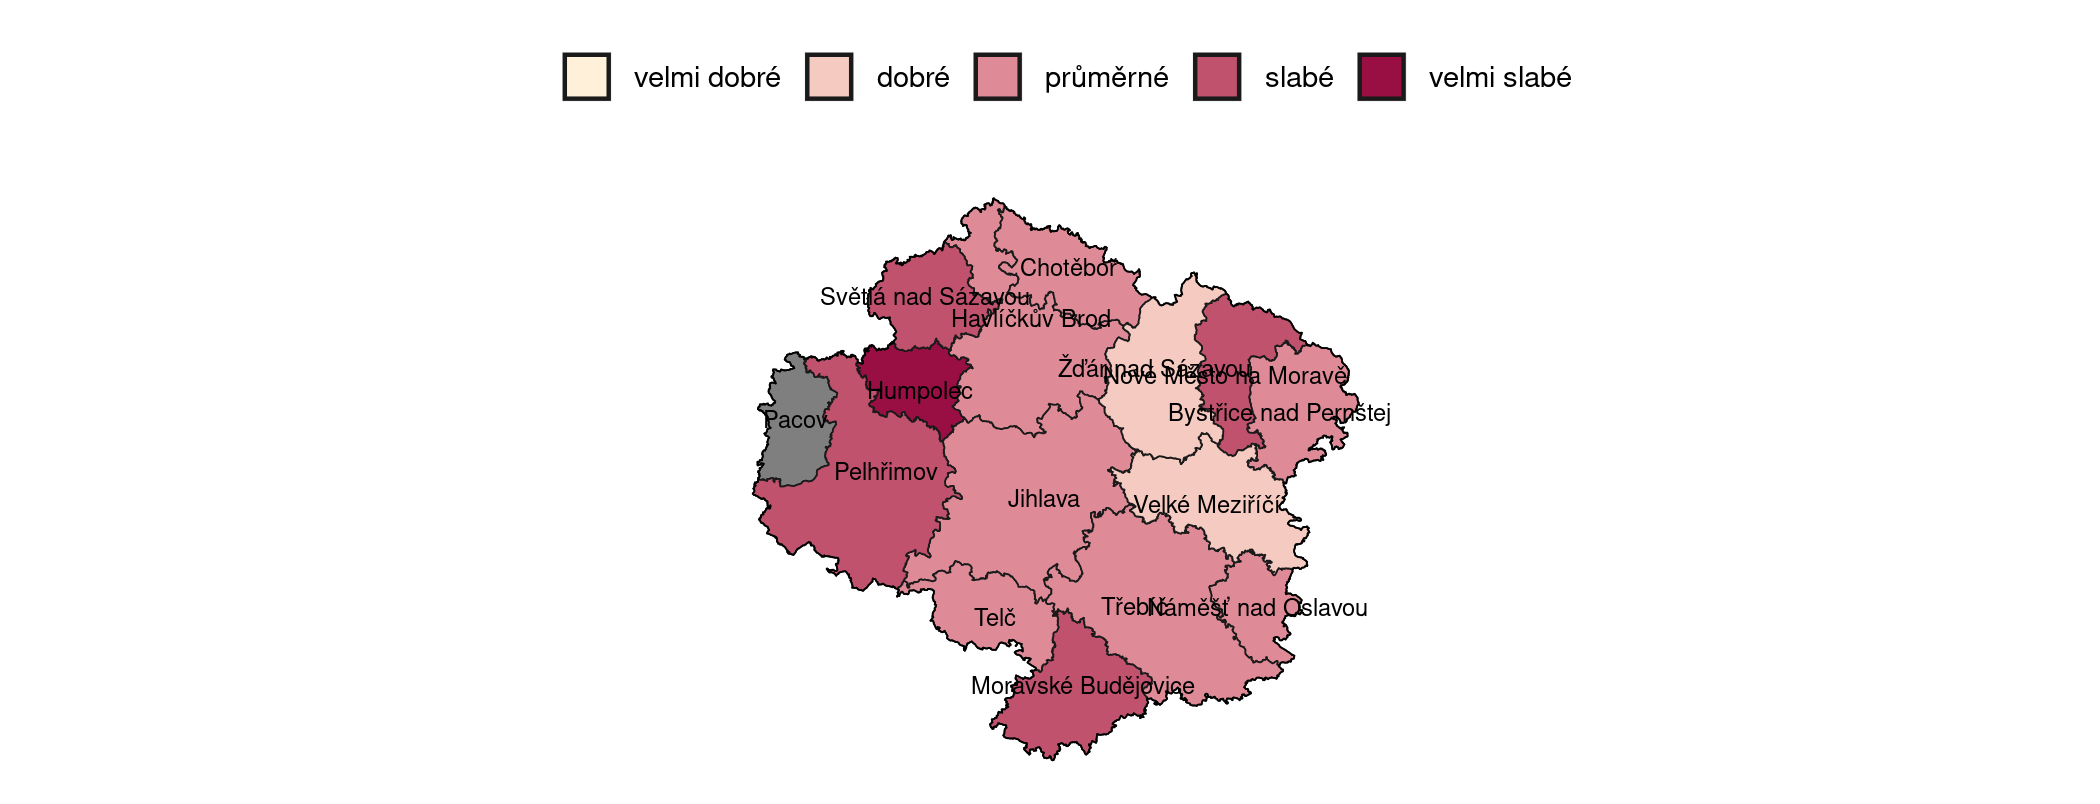 velmi dobré dobré průměrné slabé velmi slabé
Chotěboř
Světlá nad Sázavou
Havlíčkův Brod
Žďár nad Sázavou
Nové Město na Moravě
Humpolec
Bystřice nad Pernštej
Pacov
Pelhřimov
Jihlava
Velké Meziříčí
Třebíč
Náměšť nad Oslavou
Telč
Moravské Budějovice